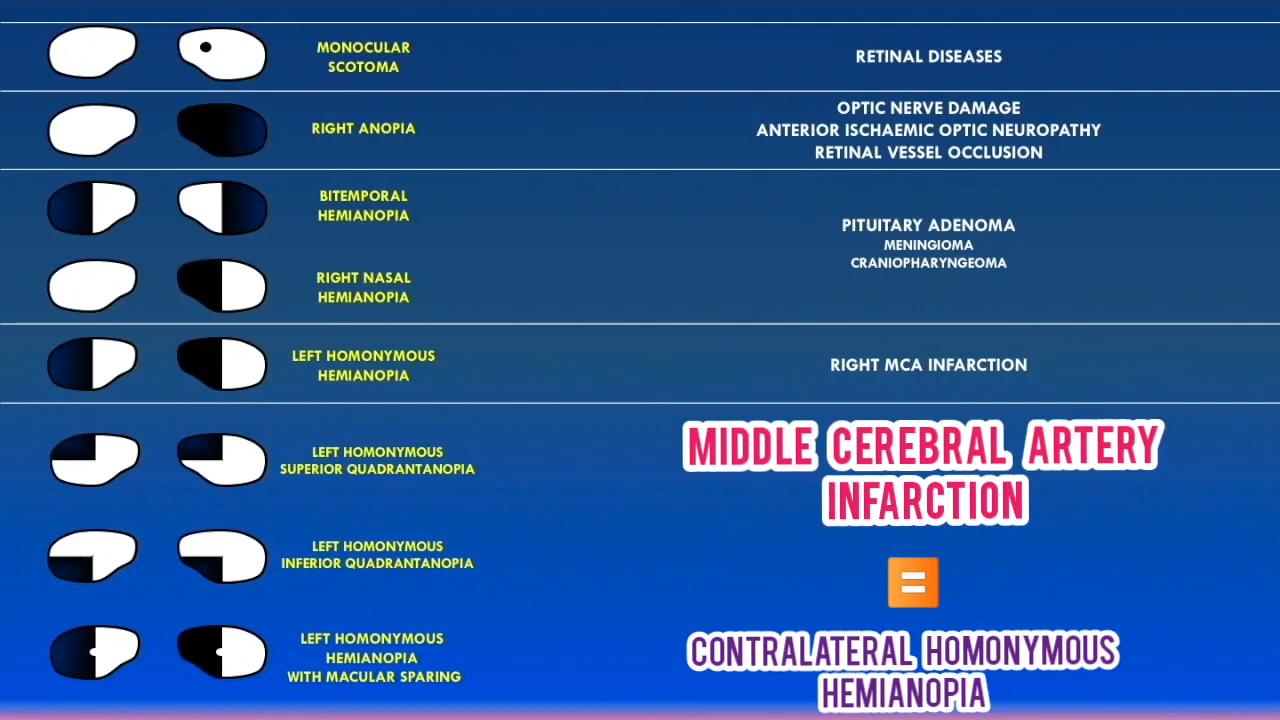 MONOCULAR
SCOTOMA
RETINAL DISEASES
RIGHT ANOPIA
OPTIC NERVE DAMAGE
ANTERIOR ISCHAEMIC OPTIC NEUROPATHY
RETINAL VESSEL OCCLUSION
BITEMPORAL
HEMIANOPIA
PITUITARY ADENOMA
MENINGIOMA
CRANIOPHARYNGEOMA
RIGHT NASAL
HEMIANOPIA
LEFT HOMONYMOUS
HEMIANOPIA
RIGHT MCA INFARCTION
LEFT HOMONYMOUS
SUPERIOR QUADRANTANOPIA
LEFT HOMONYMOUS
INFERIOR QUADRANTANOPIA
LEFT HOMONYMOUS
HEMIANOPIA
WITH MACULAR SPARING
MIDDLE CEREBRAL ARTERY
INFARCTION
=
CONTRALATERAL HOMONYMOUS
HEMIANOPIA